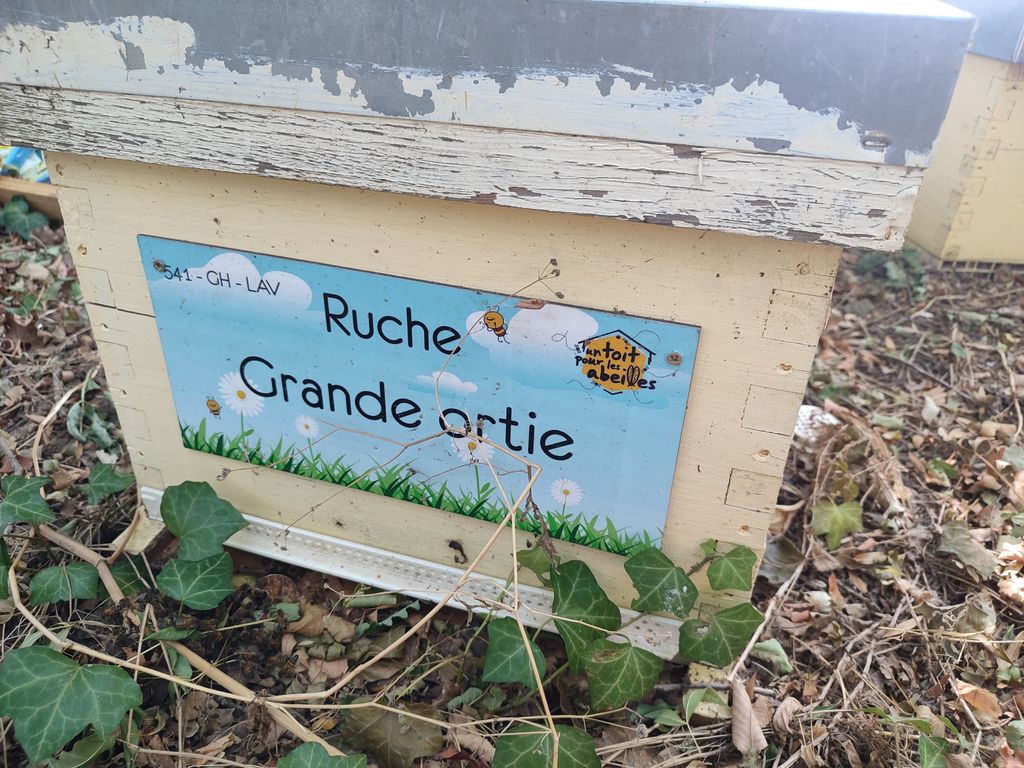 541 - GH - LAV
Ruche
Grande ortie
un toit
pour les
abeilles